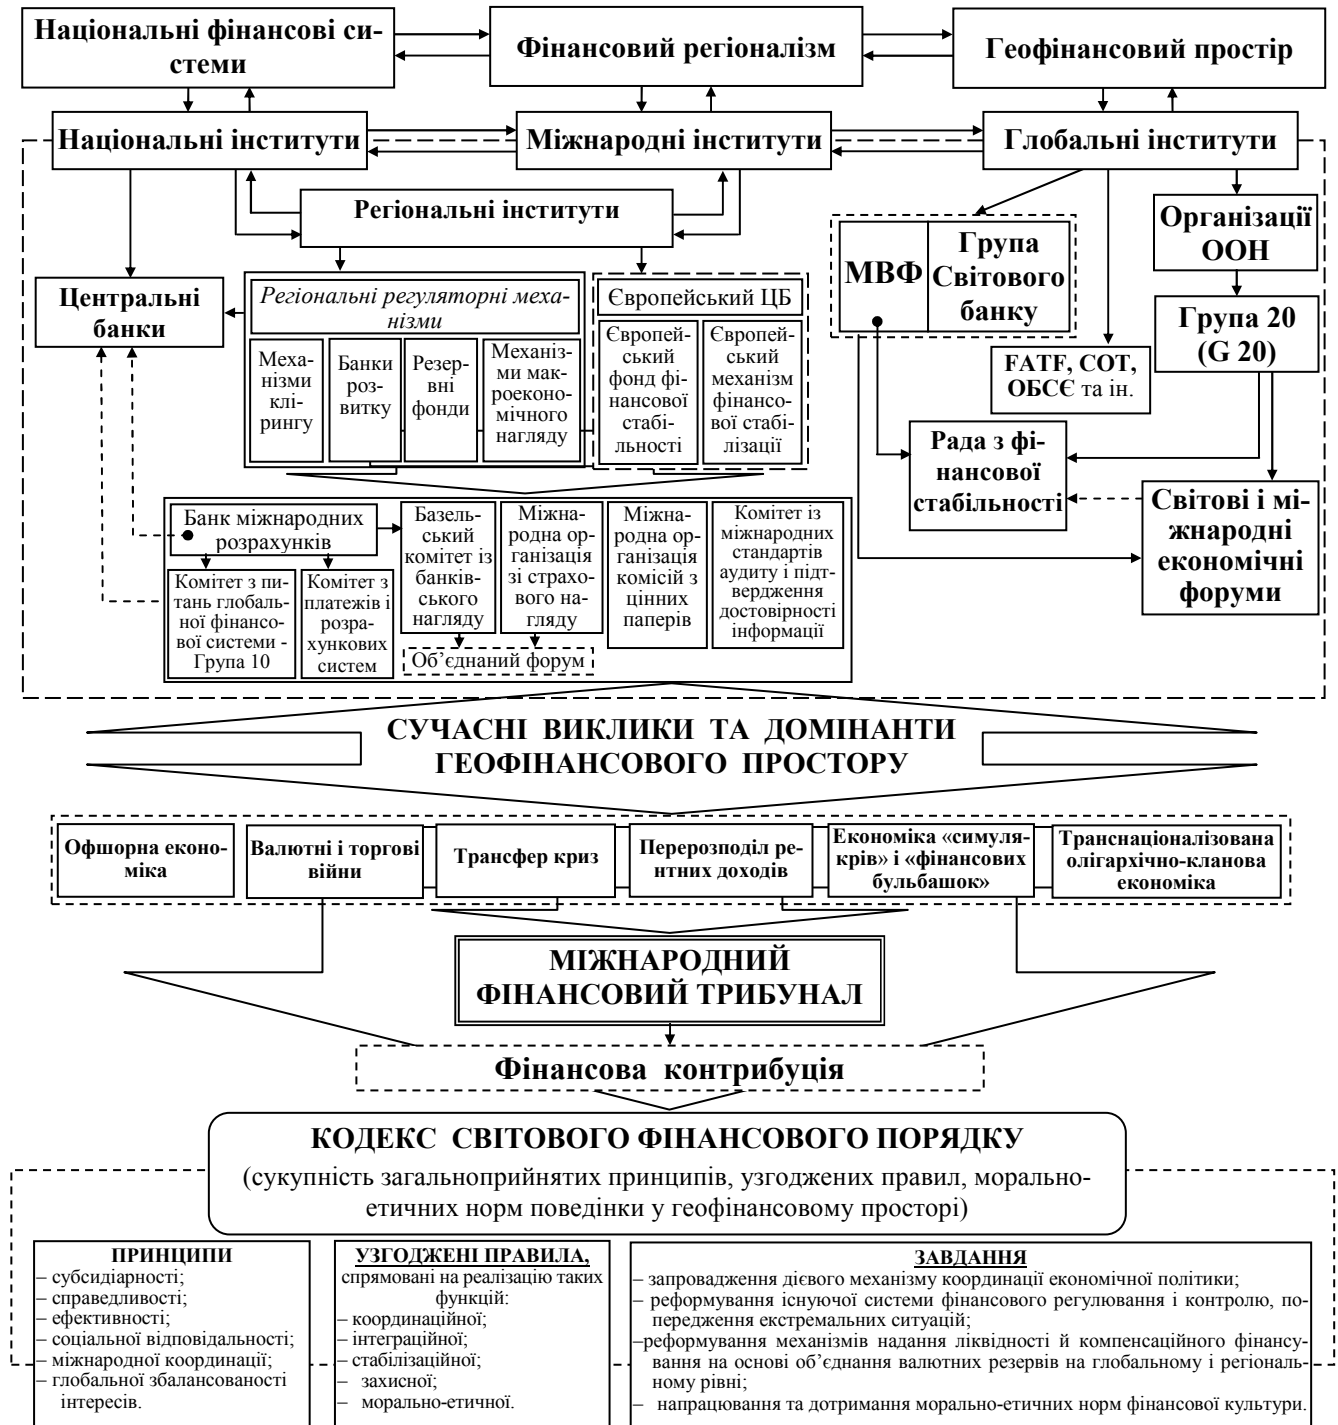 Національні фінансові си-
стеми
Фінансовий регіоналізм
Геофінансовий простір
Національні інститути
Міжнародні інститути
Глобальні інститути
Регіональні інститути
Організації
ООН
МВФ
Група
Світового
банку
Центральні
банки
Регіональні регуляторні меха-
нізми
Європейський ЦБ
Група 20
(G 20)
Меха-
нізми
клі-
рингу
Банки
роз-
витку
Резер-
вні
фонди
Механіз-
ми мак-
роеконо-
мічного
нагляду
Європей-
ський
фонд фі-
нансової
стабі-
льності
Європей-
ський
механізм
фінансо-
вої стабі-
лізації
FATF, СОТ,
ОБСЄ та ін.
Рада з фі-
нансової
стабільності
Світові і мі-
жнародні
економічні
форуми
Банк міжнародних
розрахунків
Комітет з пи-
тань глобаль-
ної фінансо-
вої системи -
Група 10
Комітет з
платежів і
розра-
хункових
систем
Базель-
ський
комітет із
банків-
ського
нагляду
Міжна-
родна ор-
ганізація
зі страхо-
вого на-
гляду
Міжна-
родна ор-
ганізація
комісій з
цінних
паперів
Комітет із
міжнародних
стандартів
аудиту і підт-
вердження
достовірності
інформації
Об’єднаний форум
СУЧАСНІ ВИКЛИКИ ТА ДОМІНАНТИ
ГЕОФІНАНСОВОГО ПРОСТОРУ
Офшорна еконо-
міка
Валютні і торгові
війни
Трансфер криз
Перерозподіл ре-
нтних доходів
Економіка «симуля-
крів» і «фінансових
бульбашок»
Транснаціоналізована
олігархічно-кланова
економіка
МІЖНАРОДНИЙ
ФІНАНСОВИЙ ТРИБУНАЛ
Фінансова контрибуція
КОДЕКС СВІТОВОГО ФІНАНСОВОГО ПОРЯДКУ
(сукупність загальноприйнятих принципів, узгоджених правил, морально-
етичних норм поведінки у геофінансовому просторі)
ПРИНЦИПИ
– субсидіарності;
– справедливості;
– ефективності;
– соціальної відповідальності;
– міжнародної координації;
– глобальної збалансованості
інтересів.
УЗГОДЖЕНІ ПРАВИЛА,
спрямовані на реалізацію таких
функцій:
– координаційної;
– інтеграційної;
– стабілізаційної;
– захисної;
– морально-етичної.
ЗАВДАННЯ
– запровадження дієвого механізму координації економічної політики;
– реформування існуючої системи фінансового регулювання і контролю, по-
передження екстремальних ситуацій;
–реформування механізмів надання ліквідності й компенсаційного фінансу-
вання на основі об’єднання валютних резервів на глобальному і регіональ-
ному рівні;
– напрацювання та дотримання морально-етичних норм фінансової культури.